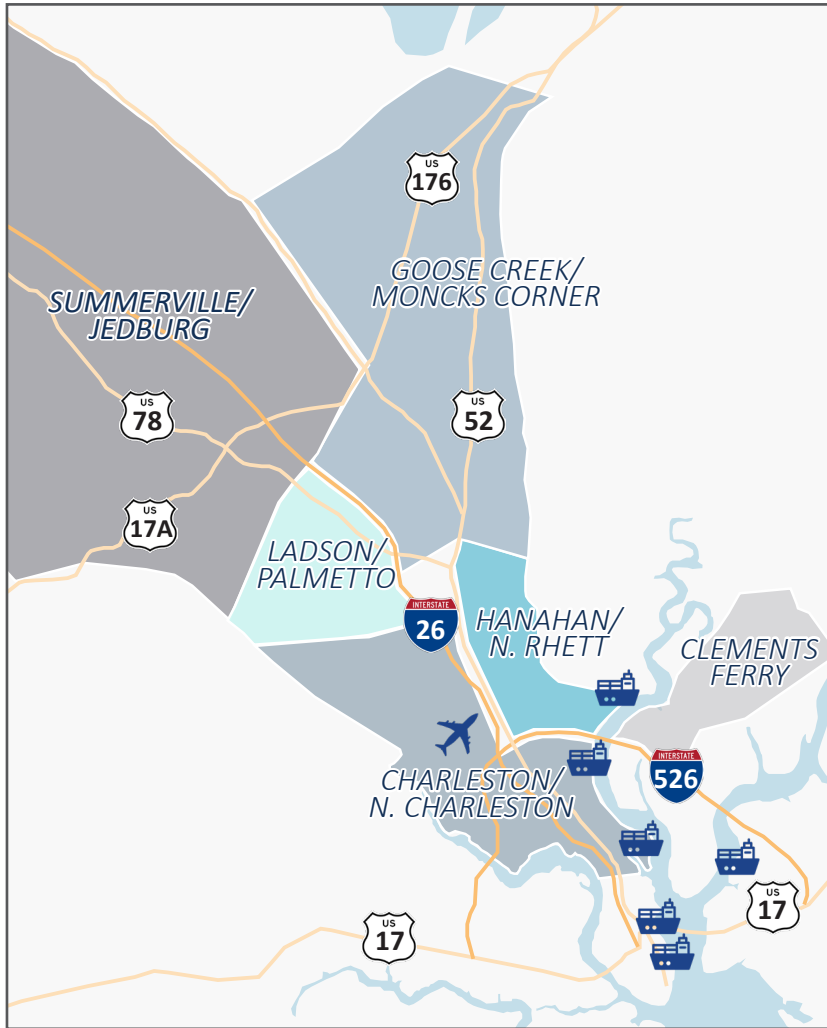 US
176
GOOSE CREEK/
MONCKS CORNER
SUMMERVILLE/
JEDBURG
US
78
US
52
US
17A
LADSON/
PALMETTO
INTERSTATE
26
HANAHAN/
N. RHETT
CLEMENTS
FERRY
INTERSTATE
526
CHARLESTON/
N. CHARLESTON
US
17
US
17